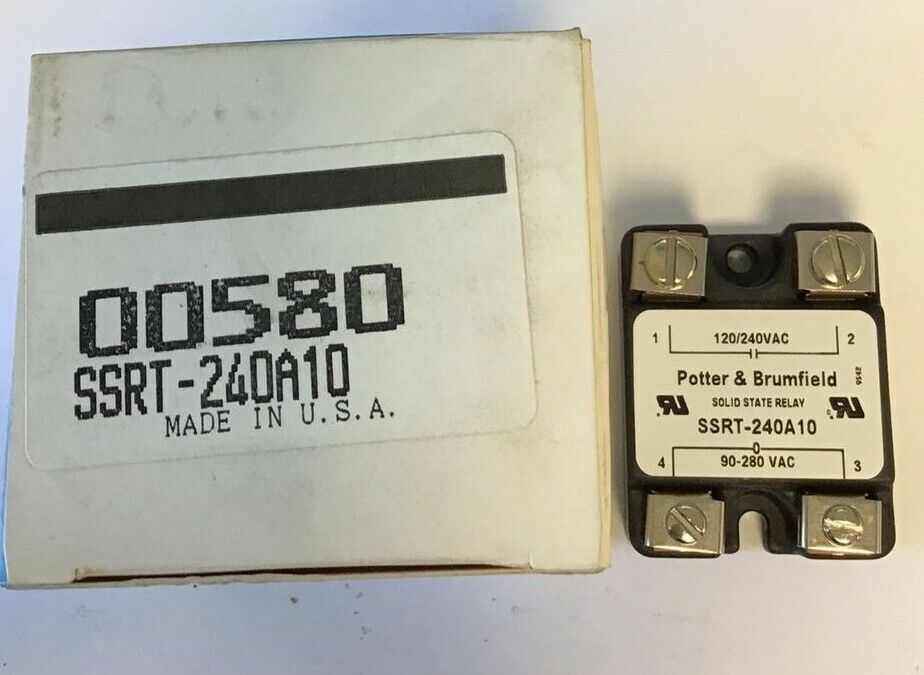 00580
SSRT-240A10
MADE IN U.S.A.
1 120/240VAC 2
Potter & Brumfield
9542
SOLID STATE RELAY
SSRT-240A10
4 90-280 VAC 3